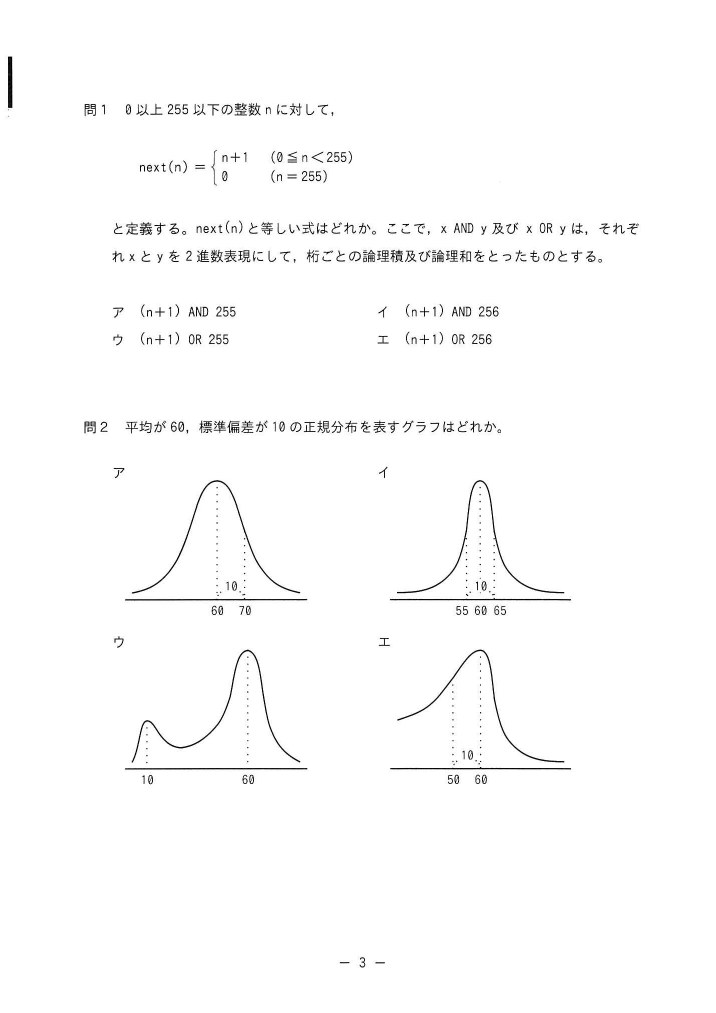 問1 0以上255以下の整数nに対して，
next(n) = { n+1 (0≦n＜255)
0 (n＝255)
と定義する。next(n)と等しい式はどれか。ここで，x AND y及び x OR yは，それぞ
れxとyを2進数表現にして，桁ごとの論理積及び論理和をとったものとする。
ア (n+1) AND 255 イ (n+1) AND 256
ウ (n+1) OR 255 エ (n+1) OR 256
問2 平均が60，標準偏差が10の正規分布を表すグラフはどれか。
ア イ
10 10
60 70 55 60 65
ウ エ
10
10 60 50 60
－ 3 －